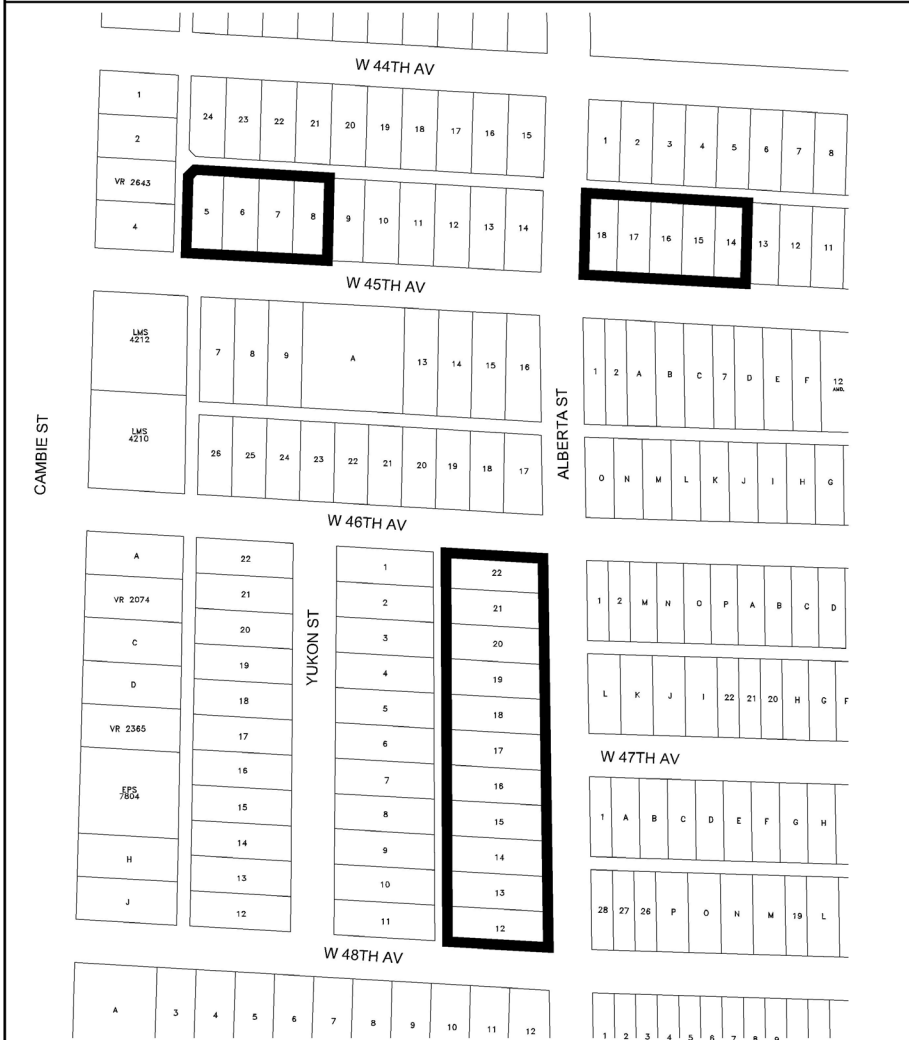 W 44TH AV
1
2
VR 2643
4
24 23 22 21 20 19 18 17 16 15
5 6 7 8 9 10 11 12 13 14
1 2 3 4 5 6 7 8
18 17 16 15 14 13 12 11
W 45TH AV
LMS
4212
LMS
4210
7 8 9 A 13 14 15 16
26 25 24 23 22 21 20 19 18 17
CAMBIE ST
ALBERTA ST
1 2 A B C 7 D E F 12
AMD.
O N M L K J I H G
W 46TH AV
A
VR 2074
C
D
VR 2365
EPS
7804
H
J
22
21
20
19
18
17
16
15
14
13
12
YUKON ST
1
2
3
4
5
6
7
8
9
10
11
22
21
20
19
18
17
16
15
14
13
12
1 2 M N O P A B C D
L K J I 22 21 20 H G F
W 47TH AV
1 A B C D E F G H
28 27 26 P O N M 19 L
W 48TH AV
A 3 4 5 6 7 8 9 10 11 12
1 2 3 4 5 6 7 8 9